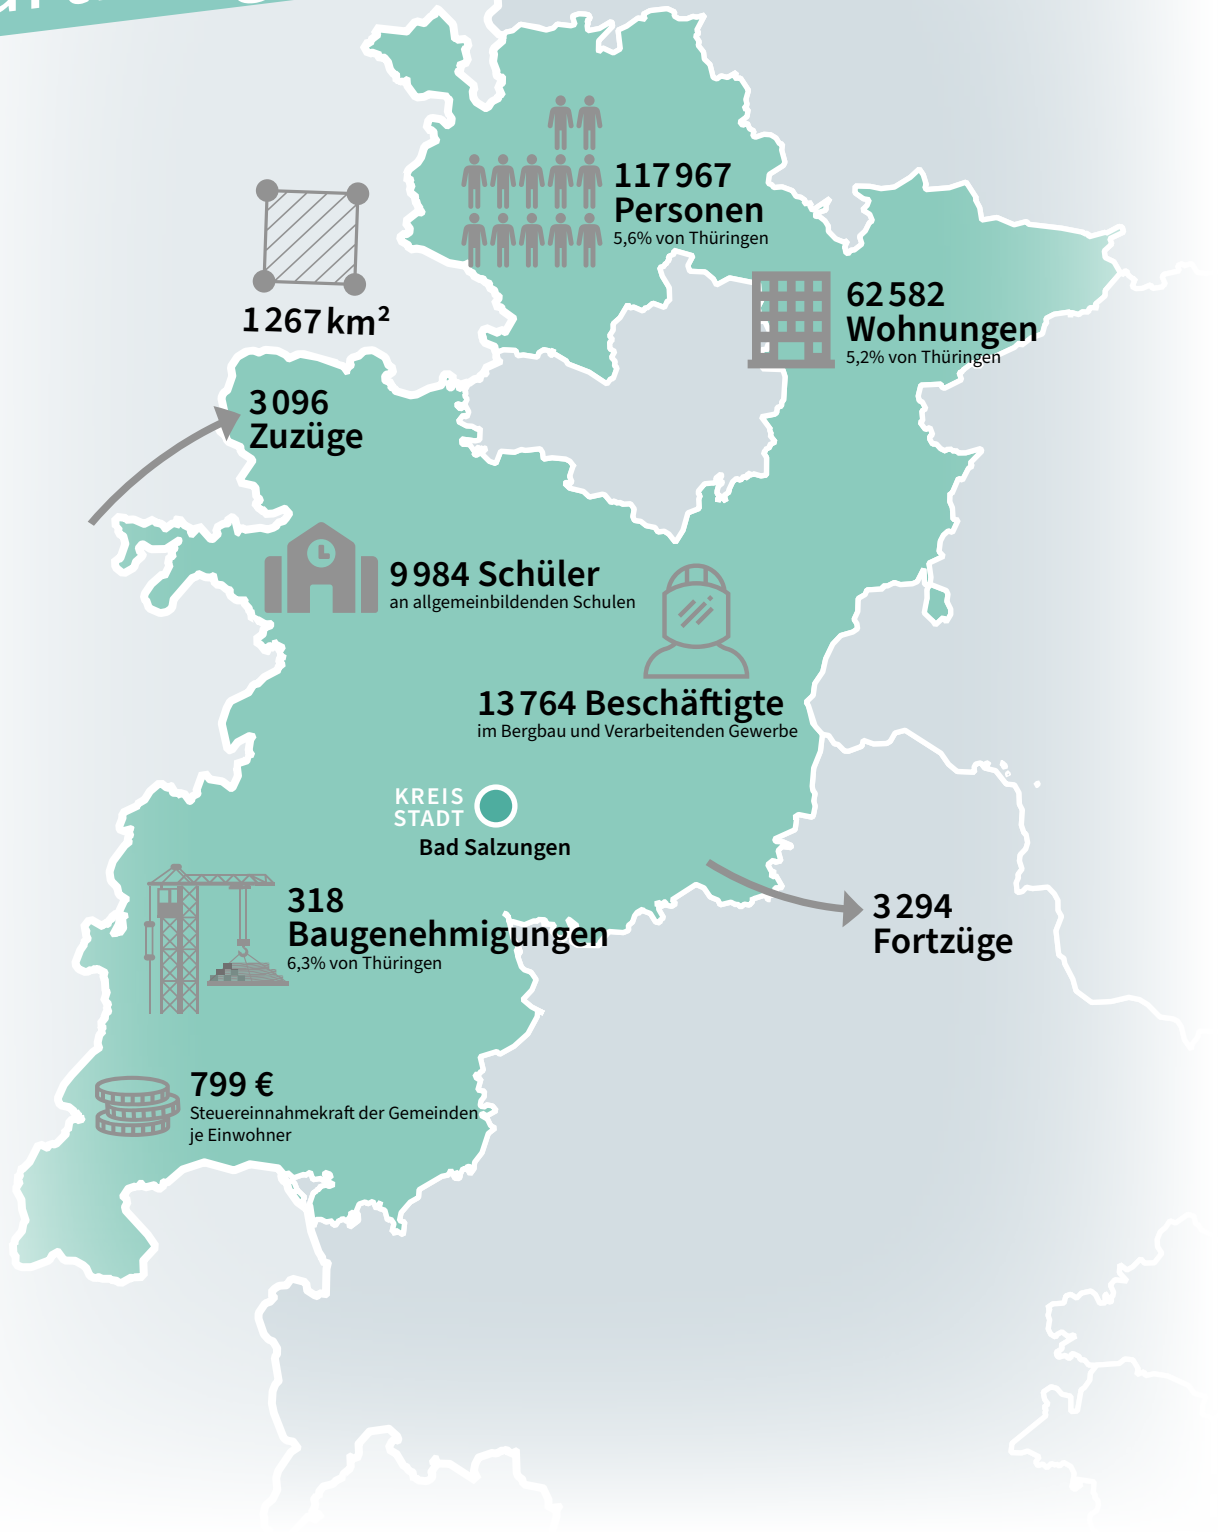 117 967
Personen
5,6% von Thüringen
62 582
Wohnungen
5,2% von Thüringen
1 267 km²
3 096
Zuzüge
9 984 Schüler
an allgemeinbildenden Schulen
13 764 Beschäftigte
im Bergbau und Verarbeitenden Gewerbe
KREIS
STADT
Bad Salzungen
318
Baugenehmigungen
6,3% von Thüringen
3 294
Fortzüge
799 €
Steuereinnahmekraft der Gemeinden
je Einwohner